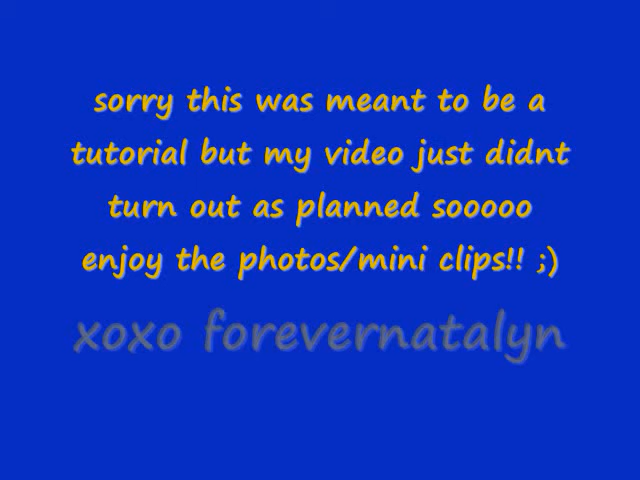 sorry this was meant to be a
tutorial but my video just didnt
turn out as planned sooooo
enjoy the photos/mini clips!! ;)
xoxo forevernatalyn